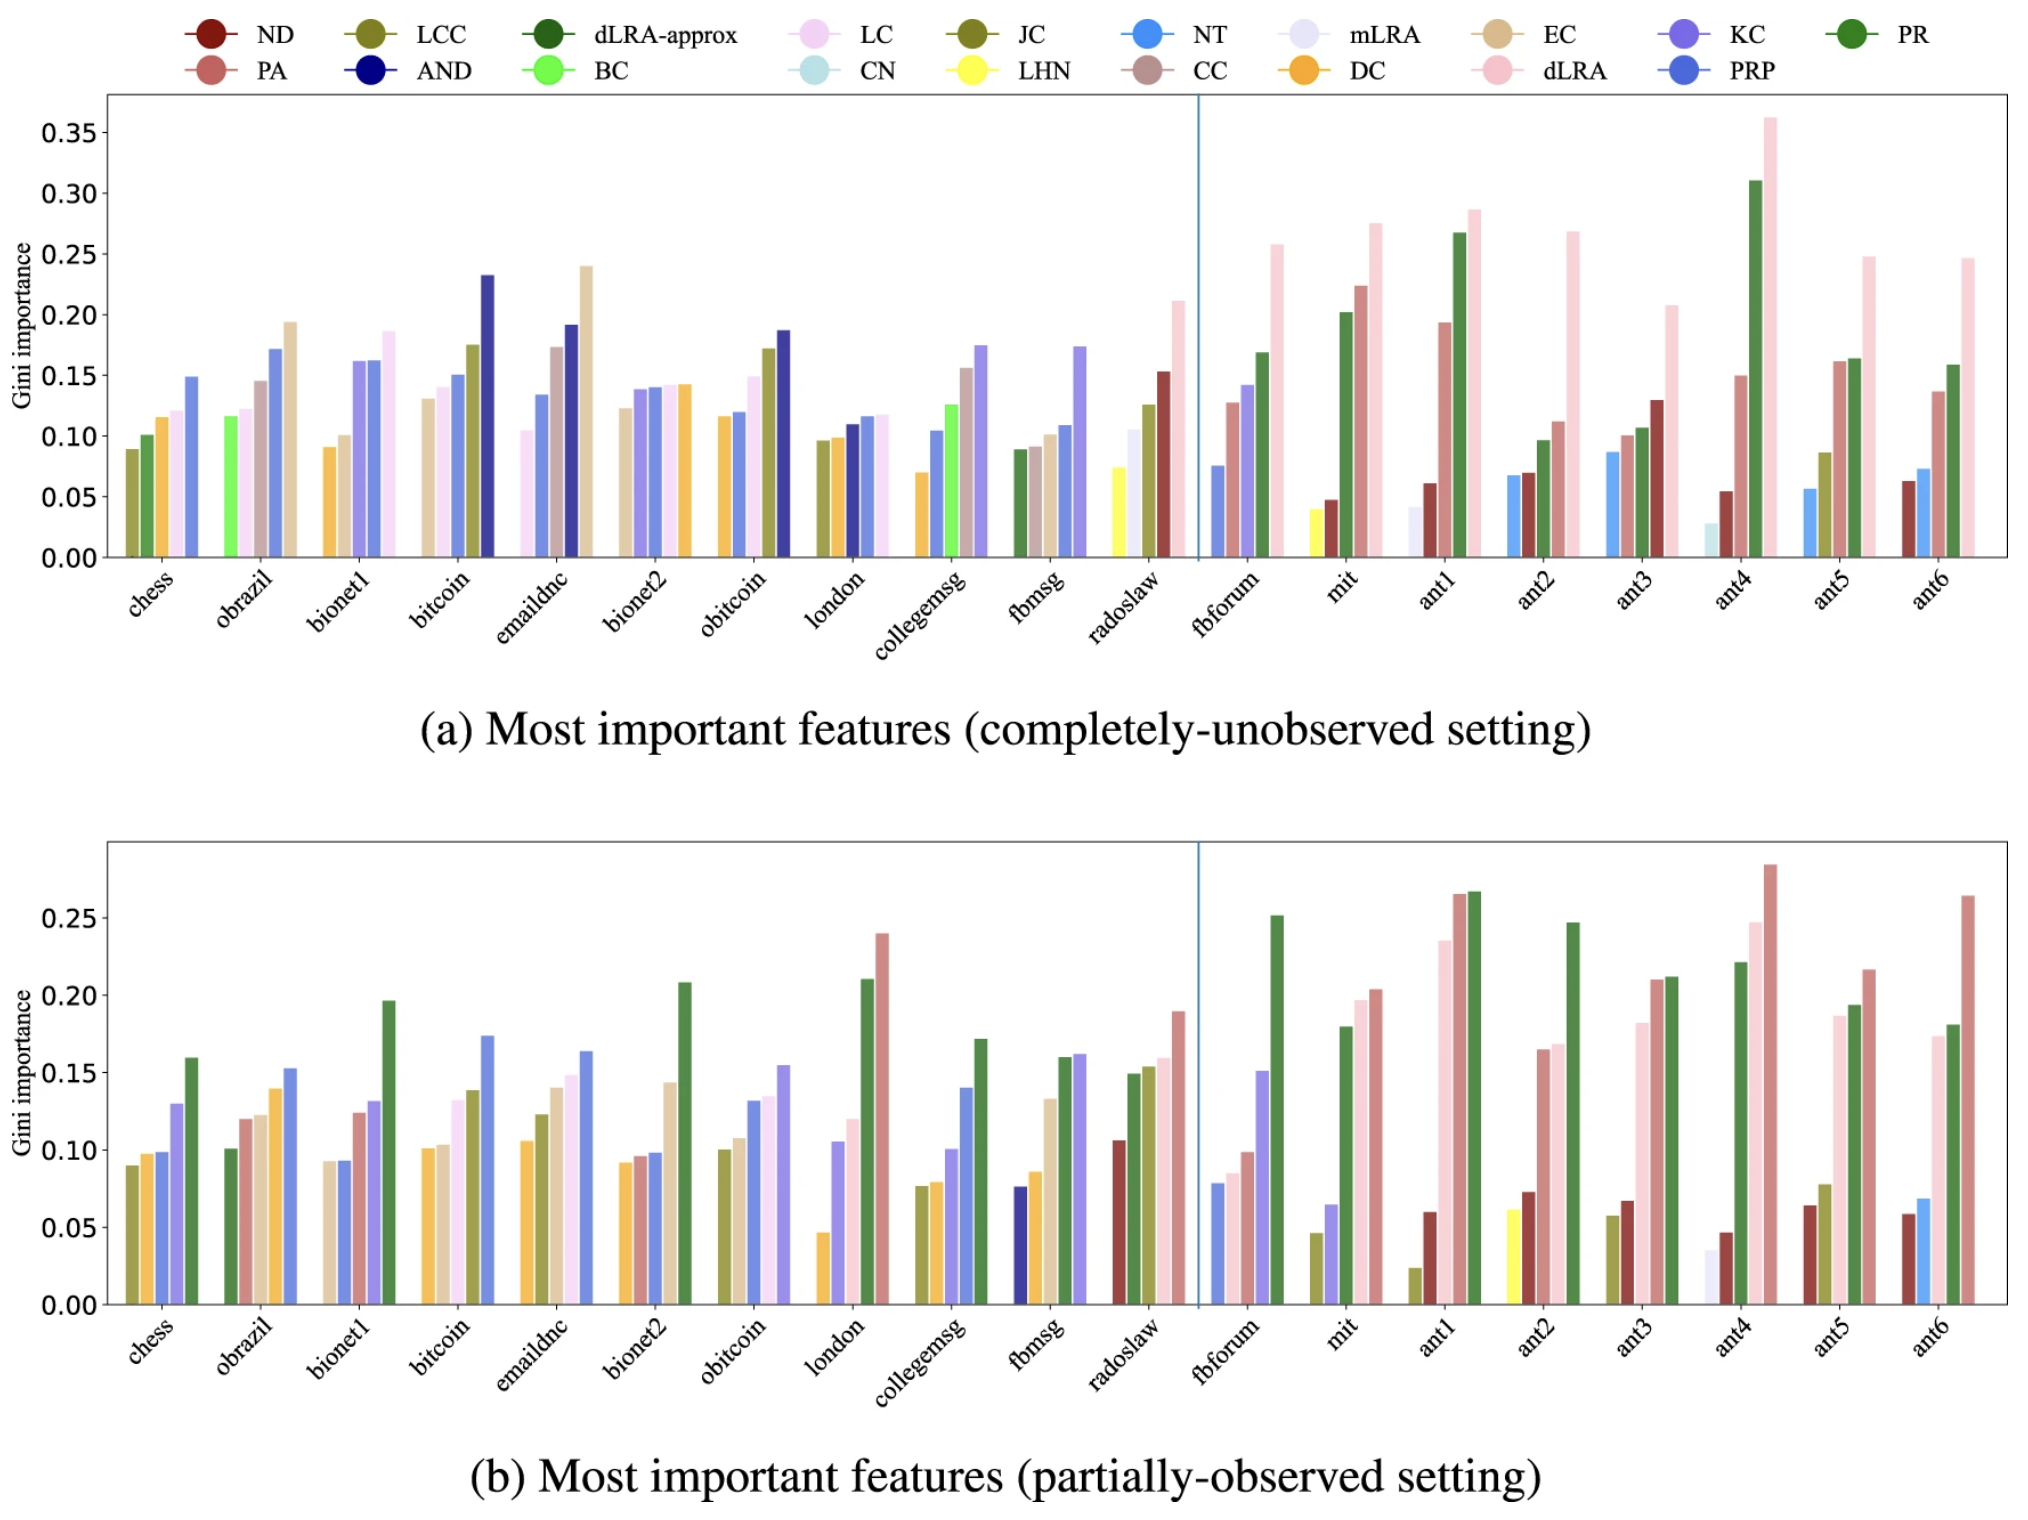 ND LCC dLRA-approx LC JC NT mLRA EC KC PR
PA AND BC CN LHN CC DC dLRA PRP
Gini importance
0.35
0.30
0.25
0.20
0.15
0.10
0.05
0.00
chess obrazil bionet1 bitcoin emaildnc bionet2 obitcoin london collegemsg fbmsg radoslaw fbforum mit ant1 ant2 ant3 ant4 ant5 ant6
(a) Most important features (completely-unobserved setting)
Gini importance
0.25
0.20
0.15
0.10
0.05
0.00
chess obrazil bionet1 bitcoin emaildnc bionet2 obitcoin london collegemsg fbmsg radoslaw fbforum mit ant1 ant2 ant3 ant4 ant5 ant6
(b) Most important features (partially-observed setting)